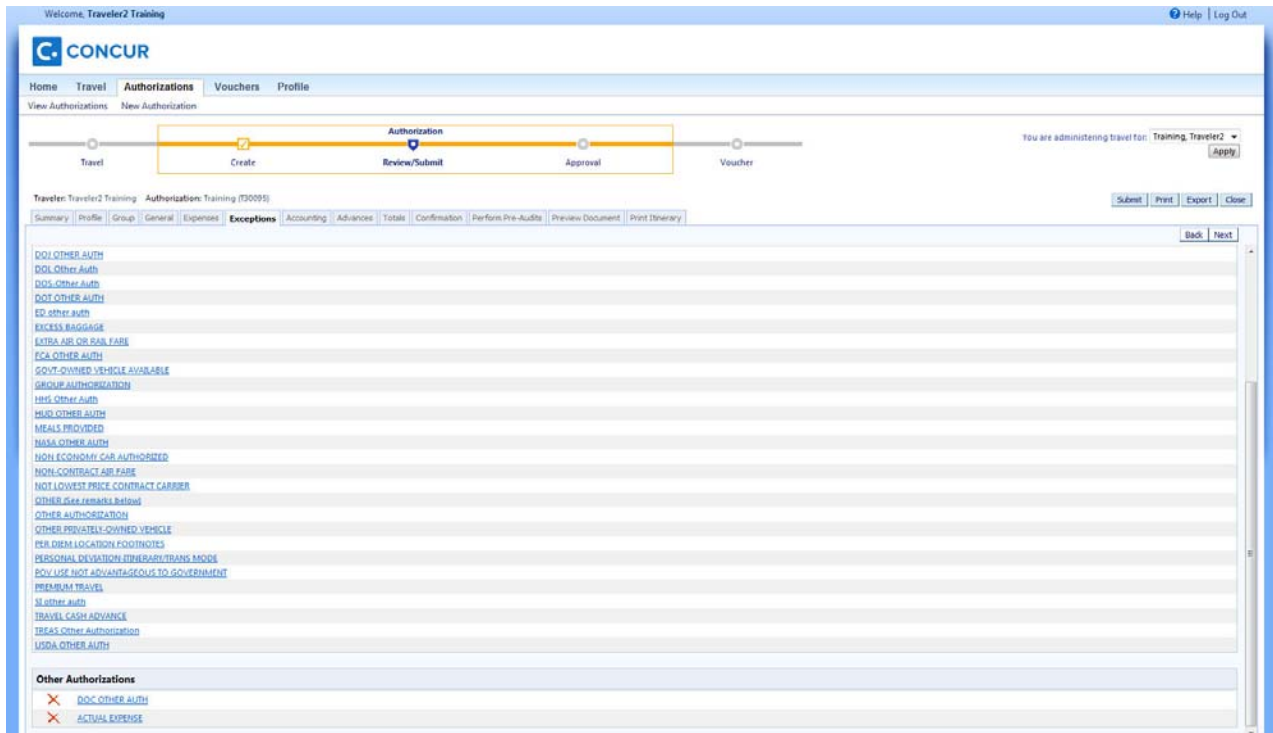 Welcome, Traveler2 Training
Help | Log Out
C. CONCUR
Home Travel Authorizations Vouchers Profile
View Authorizations New Authorization
Authorization
Travel Create Review/Submit Approval Voucher
You are administering travel for: Training, Traveler2
Apply
Traveler: Traveler2 Training Authorization: Training (T30095)
Submit Print Export Close
Summary Profile Group General Expenses Exceptions Accounting Advances Totals Confirmation Perform Pre-Audits Preview Document Print Itinerary
Back Next
DOJ OTHER AUTH
DOL Other Auth
DOS-Other Auth
DOT OTHER AUTH
ED other auth
EXCESS BAGGAGE
EXTRA AIR OR RAIL FARE
FCA OTHER AUTH
GOVT-OWNED VEHICLE AVAILABLE
GROUP AUTHORIZATION
HHS Other Auth
HUD OTHER AUTH
MEALS PROVIDED
NASA OTHER AUTH
NON ECONOMY CAR AUTHORIZED
NON-CONTRACT AIR FARE
NOT LOWEST PRICE CONTRACT CARRIER
OTHER (See remarks below)
OTHER AUTHORIZATION
OTHER PRIVATELY-OWNED VEHICLE
PER DIEM LOCATION FOOTNOTES
PERSONAL DEVIATION-ITINERARY/TRANS MODE
POV USE NOT ADVANTAGEOUS TO GOVERNMENT
PREMIUM TRAVEL
SI other auth
TRAVEL CASH ADVANCE
TREAS Other Authorization
USDA OTHER AUTH
Other Authorizations
DOC OTHER AUTH
ACTUAL EXPENSE